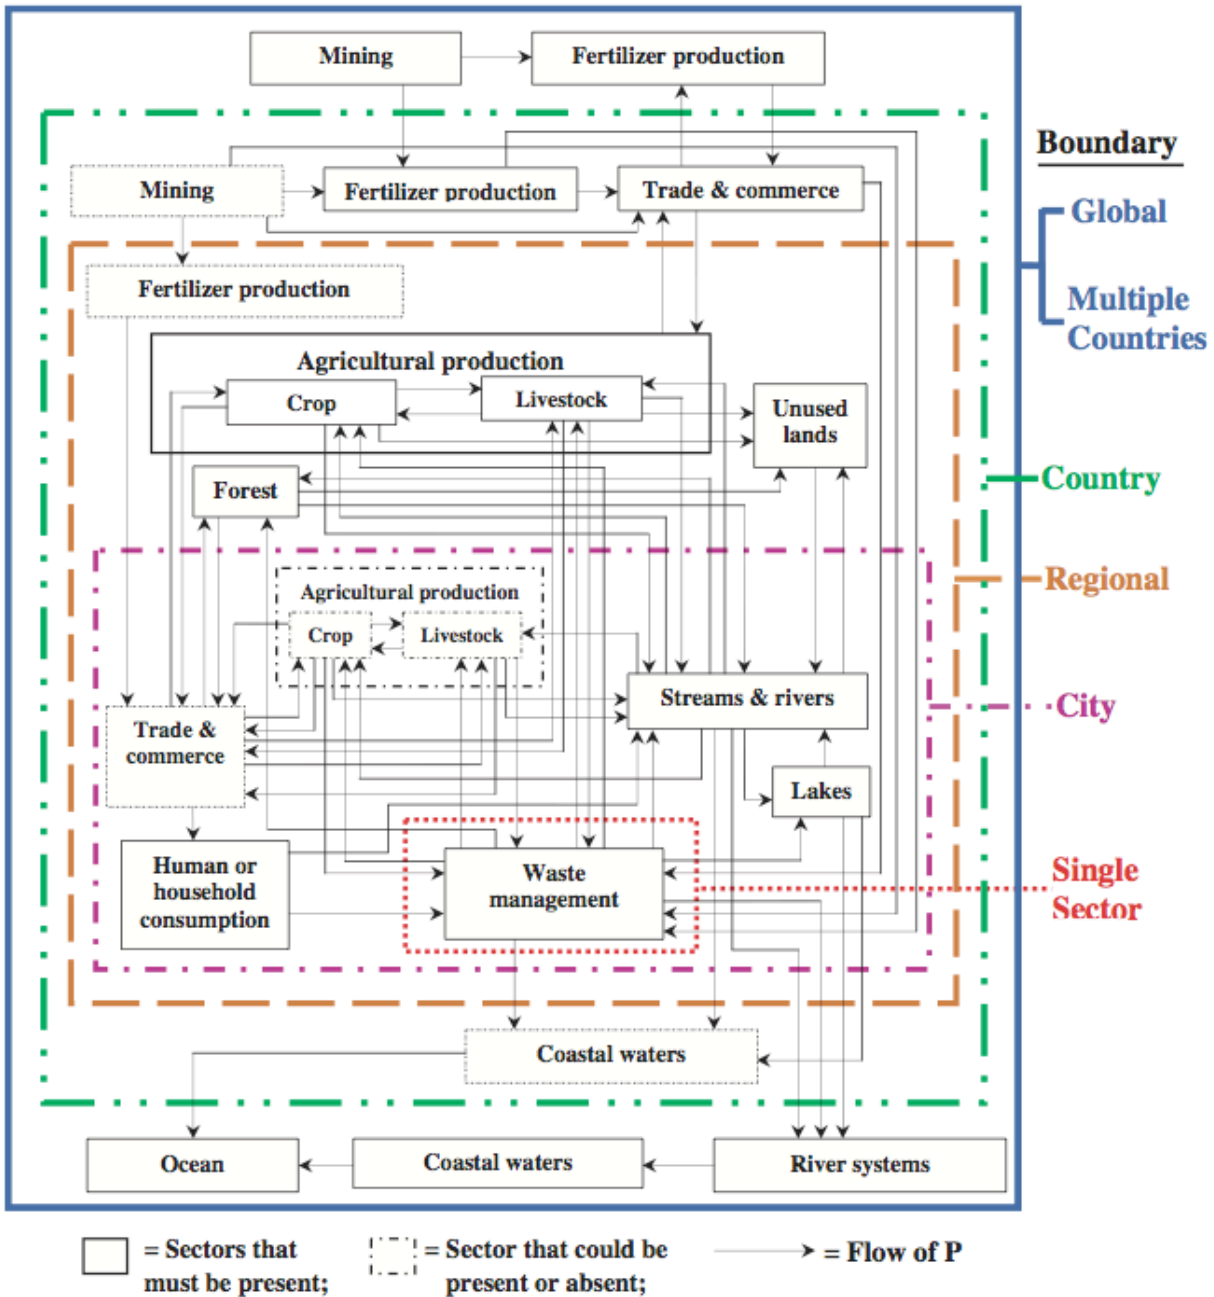 Mining
Fertilizer production
Boundary
Mining
Fertilizer production
Trade & commerce
Global
Fertilizer production
Multiple
Countries
Agricultural production
Crop
Livestock
Unused
lands
Forest
Country
Agricultural production
Crop
Livestock
Regional
Streams & rivers
City
Trade &
commerce
Lakes
Human or
household
consumption
Waste
management
Single
Sector
Coastal waters
Ocean
Coastal waters
River systems
= Sectors that
must be present;
= Sector that could be
present or absent;
= Flow of P